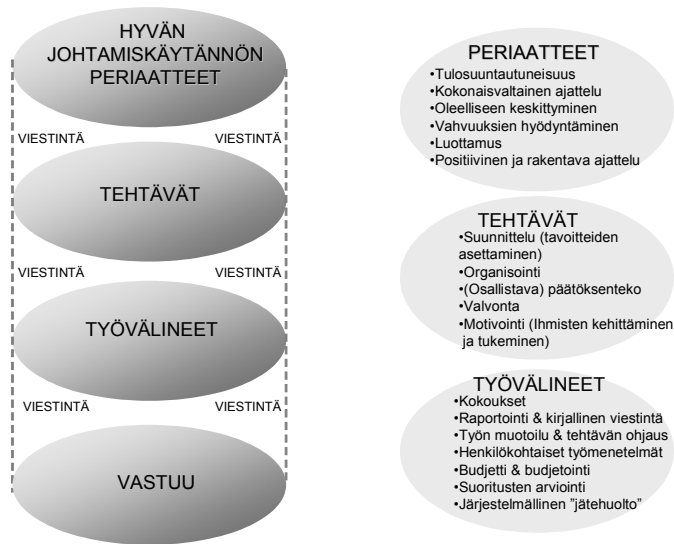 HYVÄN
JOHTAMISKÄYTÄNNÖN
PERIAATTEET
VIESTINTÄ VIESTINTÄ
TEHTÄVÄT
VIESTINTÄ VIESTINTÄ
TYÖVÄLINEET
VIESTINTÄ VIESTINTÄ
VASTUU
PERIAATTEET
•Tulosuuntautuneisuus
•Kokonaisvaltainen ajattelu
•Oleelliseen keskittyminen
•Vahvuuksien hyödyntäminen
•Luottamus
•Positiivinen ja rakentava ajattelu
TEHTÄVÄT
•Suunnittelu (tavoitteiden
asettaminen)
•Organisointi
•(Osallistava) päätöksenteko
•Valvonta
•Motivointi (Ihmisten kehittäminen
ja tukeminen)
TYÖVÄLINEET
•Kokoukset
•Raportointi & kirjallinen viestintä
•Työn muotoilu & tehtävän ohjaus
•Henkilökohtaiset työmenetelmät
•Budjetti & budjetointi
•Suoritusten arviointi
•Järjestelmällinen ”jätehuolto”